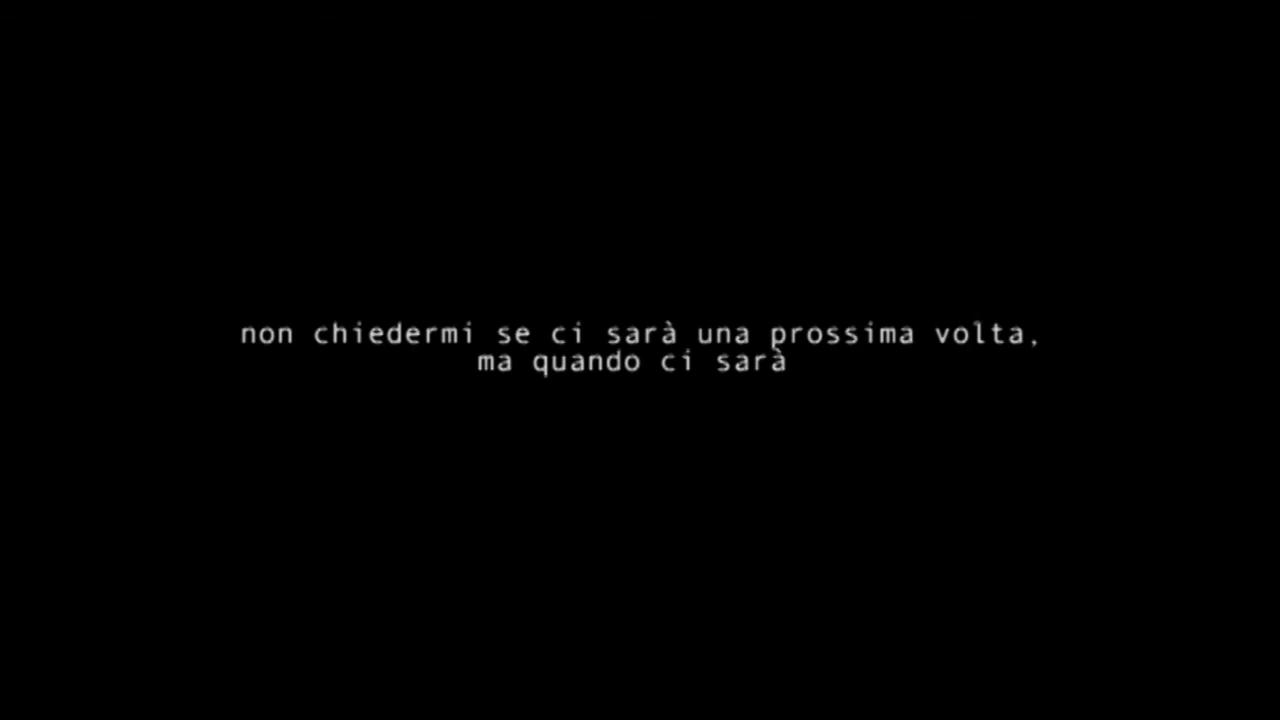 non chiedermi se ci sarà una prossima volta,
ma quando ci sarà